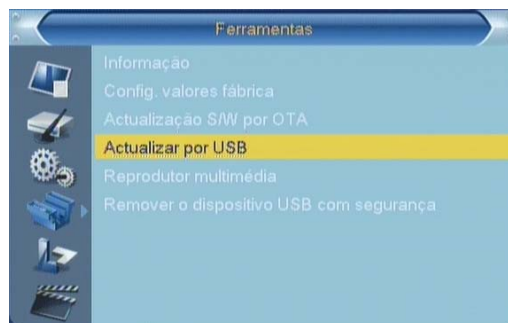 Ferramentas
Informação
Config. valores fábrica
Actualização S/W por OTA
Actualizar por USB
Reprodutor multimédia
Remover o dispositivo USB com segurança